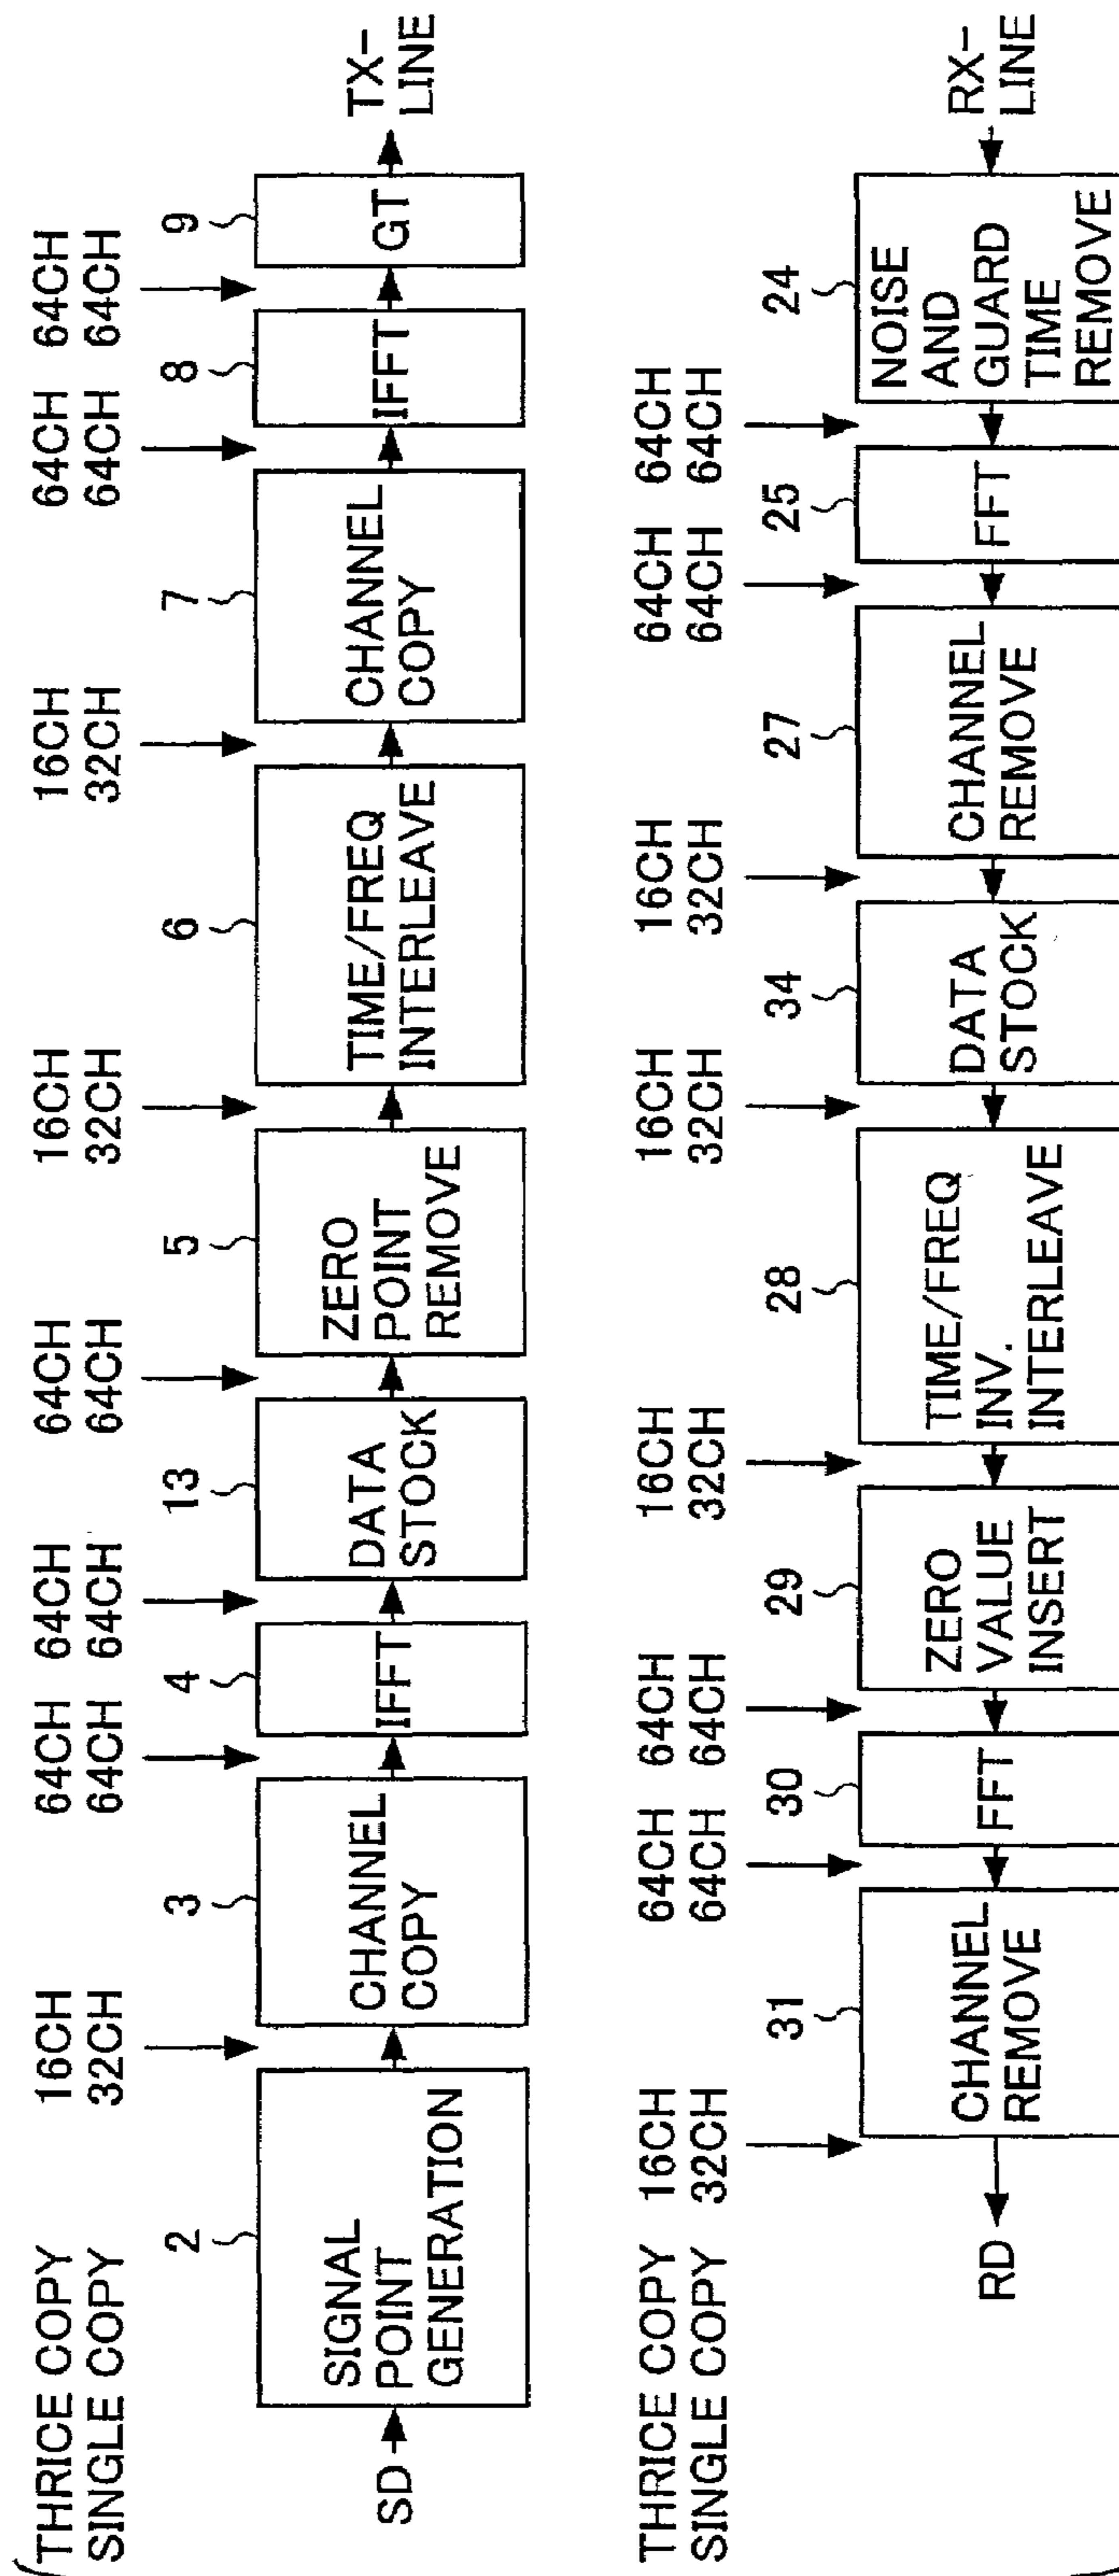 THRICE COPY 16CH 64CH 64CH 64CH 16CH 16CH 64CH 64CH
SINGLE COPY 32CH 64CH 64CH 64CH 32CH 32CH 64CH 64CH
2 3 4 13 5 6 7 8 9
SD
SIGNAL
POINT
GENERATION
CHANNEL
COPY
IFFT
DATA
STOCK
ZERO
POINT
REMOVE
TIME/FREQ
INTERLEAVE
CHANNEL
COPY
IFFT
GT
TX-
LINE
THRICE COPY 16CH 64CH 64CH 16CH 16CH 16CH 64CH 64CH
SINGLE COPY 32CH 64CH 64CH 32CH 32CH 32CH 64CH 64CH
31 30 29 28 34 27 25 24
RD
CHANNEL
REMOVE
FFT
ZERO
VALUE
INSERT
TIME/FREQ
INV.
INTERLEAVE
DATA
STOCK
CHANNEL
REMOVE
FFT
NOISE
AND
GUARD
TIME
REMOVE
RX-
LINE